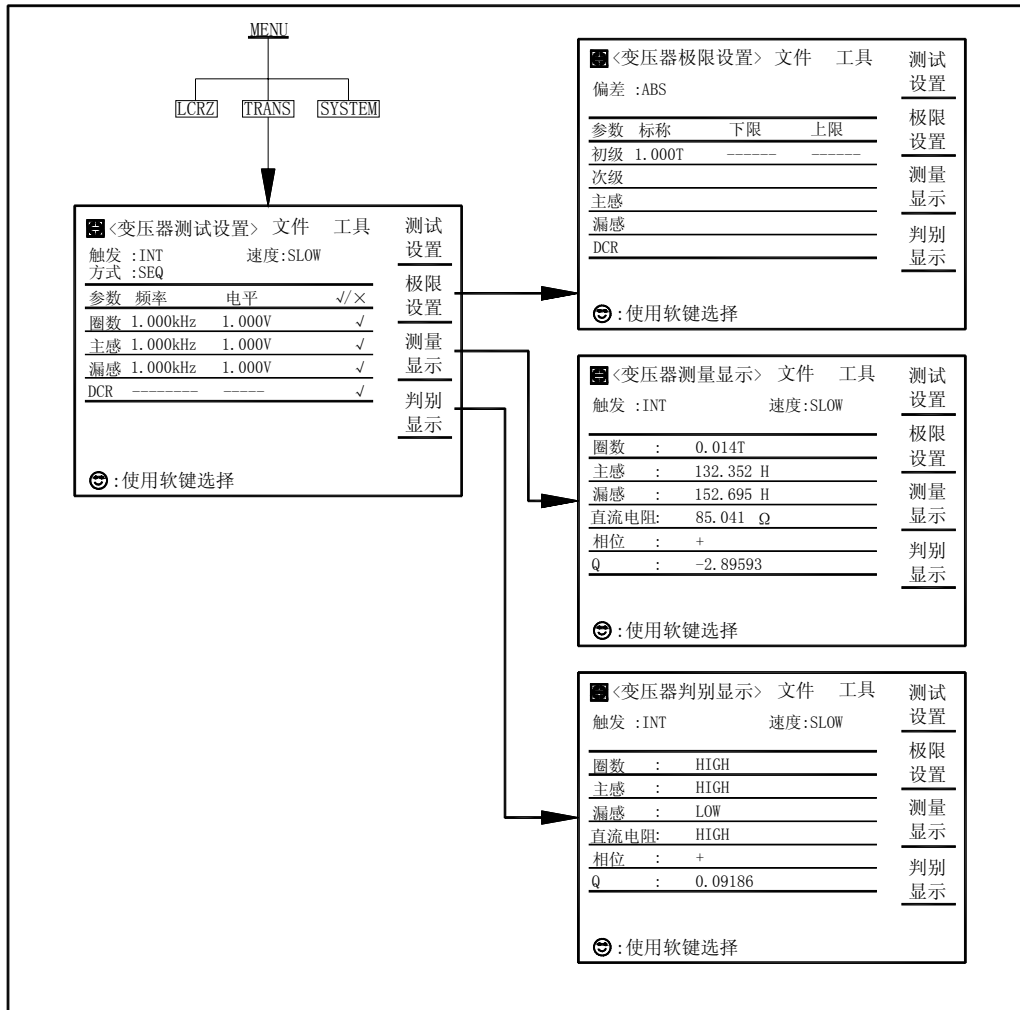 MENU
LCRZ TRANS SYSTEM
<变压器测试设置> 文件 工具
触发 :INT 速度:SLOW
方式 :SEQ
参数 频率 电平 √/×
圈数 1.000kHz 1.000V √
主感 1.000kHz 1.000V √
漏感 1.000kHz 1.000V √
DCR -------- ----- √
:使用软键选择
测试
设置
极限
设置
测量
显示
判别
显示
<变压器极限设置> 文件 工具
偏差 :ABS
参数 标称 下限 上限
初级 1.000T ------ ------
次级
主感
漏感
DCR
:使用软键选择
测试
设置
极限
设置
测量
显示
判别
显示
<变压器测量显示> 文件 工具
触发 :INT 速度:SLOW
圈数 : 0.014T
主感 : 132.352 H
漏感 : 152.695 H
直流电阻: 85.041 Ω
相位 : +
Q : -2.89593
:使用软键选择
测试
设置
极限
设置
测量
显示
判别
显示
<变压器判别显示> 文件 工具
触发 :INT 速度:SLOW
圈数 : HIGH
主感 : HIGH
漏感 : LOW
直流电阻: HIGH
相位 : +
Q : 0.09186
:使用软键选择
测试
设置
极限
设置
测量
显示
判别
显示